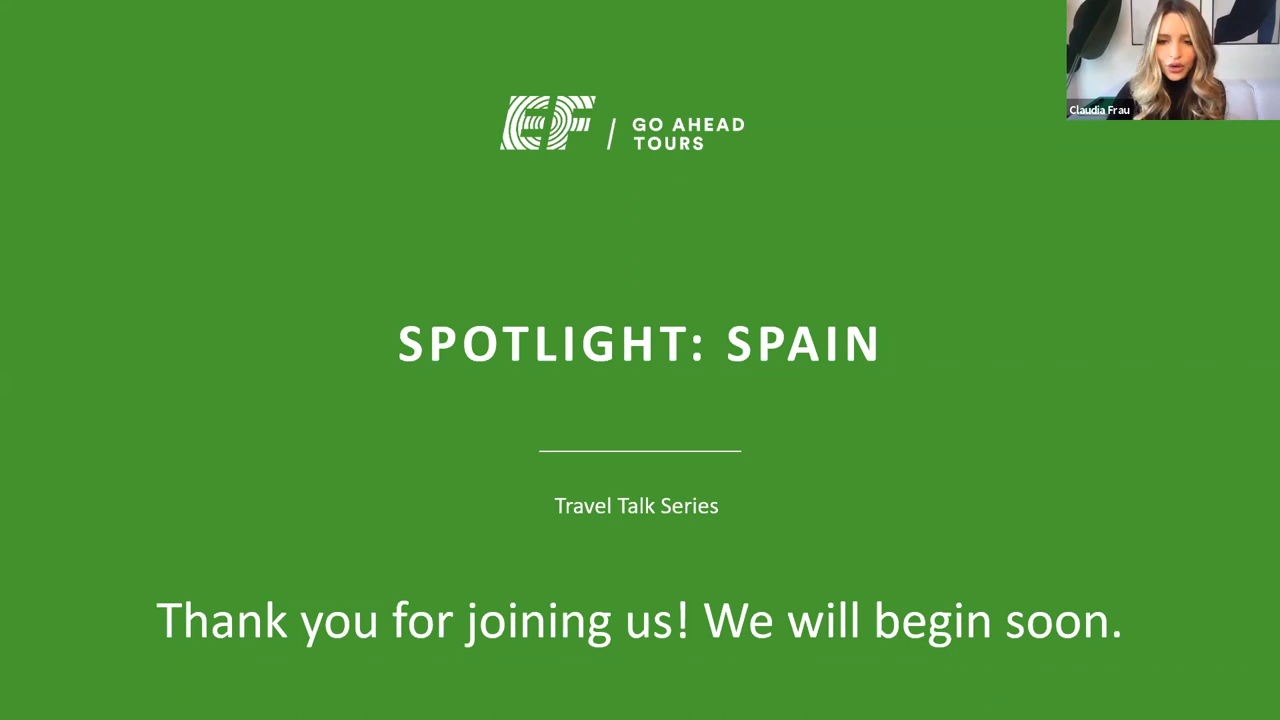 EF / GO AHEAD
TOURS
Claudia Frau
SPOTLIGHT: SPAIN
Travel Talk Series
Thank you for joining us! We will begin soon.